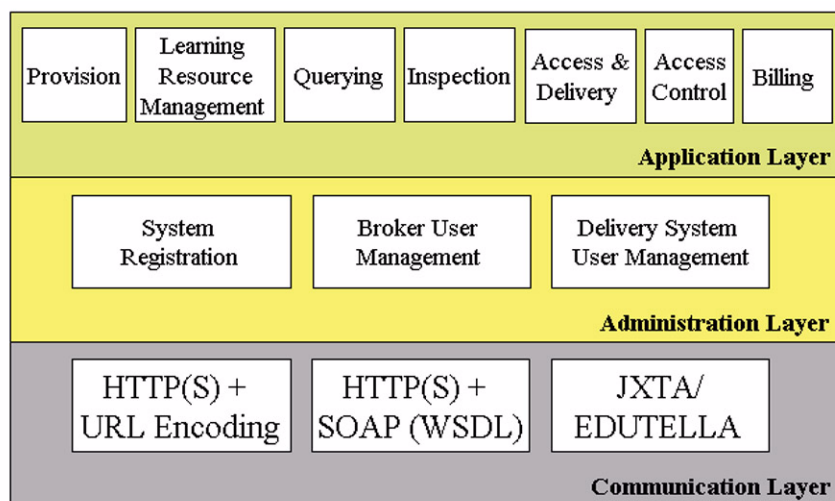 Provision
Learning
Resource
Management
Querying
Inspection
Access &
Delivery
Access
Control
Billing
Application Layer
System
Registration
Broker User
Management
Delivery System
User Management
Administration Layer
HTTP(S) +
URL Encoding
HTTP(S) +
SOAP (WSDL)
JXTA/
EDUTELLA
Communication Layer